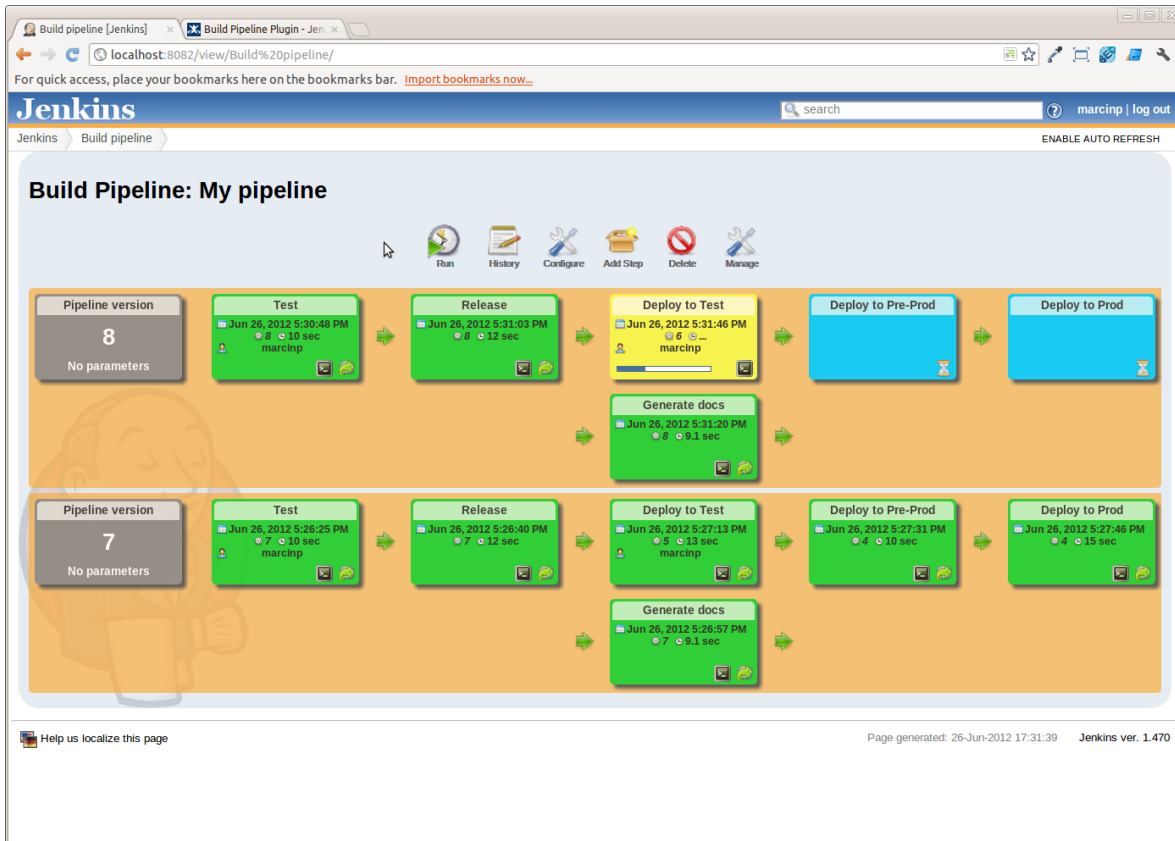 Build pipeline [Jenkins]
Build Pipeline Plugin - Jen
localhost:8082/view/Build%20pipeline/
For quick access, place your bookmarks here on the bookmarks bar. Import bookmarks now...
Jenkins
search
marcinp | log out
Jenkins
Build pipeline
ENABLE AUTO REFRESH
Build Pipeline: My pipeline
Run
History
Configure
Add Step
Delete
Manage
Pipeline version
8
No parameters
Test
Jun 26, 2012 5:30:48 PM
8 10 sec
marcinp
Release
Jun 26, 2012 5:31:03 PM
8 12 sec
Deploy to Test
Jun 26, 2012 5:31:46 PM
6 ...
marcinp
Deploy to Pre-Prod
Deploy to Prod
Generate docs
Jun 26, 2012 5:31:20 PM
8 9.1 sec
Pipeline version
7
No parameters
Test
Jun 26, 2012 5:26:25 PM
7 10 sec
marcinp
Release
Jun 26, 2012 5:26:40 PM
7 12 sec
Deploy to Test
Jun 26, 2012 5:27:13 PM
5 13 sec
marcinp
Deploy to Pre-Prod
Jun 26, 2012 5:27:31 PM
4 10 sec
Deploy to Prod
Jun 26, 2012 5:27:46 PM
4 15 sec
Generate docs
Jun 26, 2012 5:26:57 PM
7 9.1 sec
Help us localize this page
Page generated: 26-Jun-2012 17:31:39
Jenkins ver. 1.470